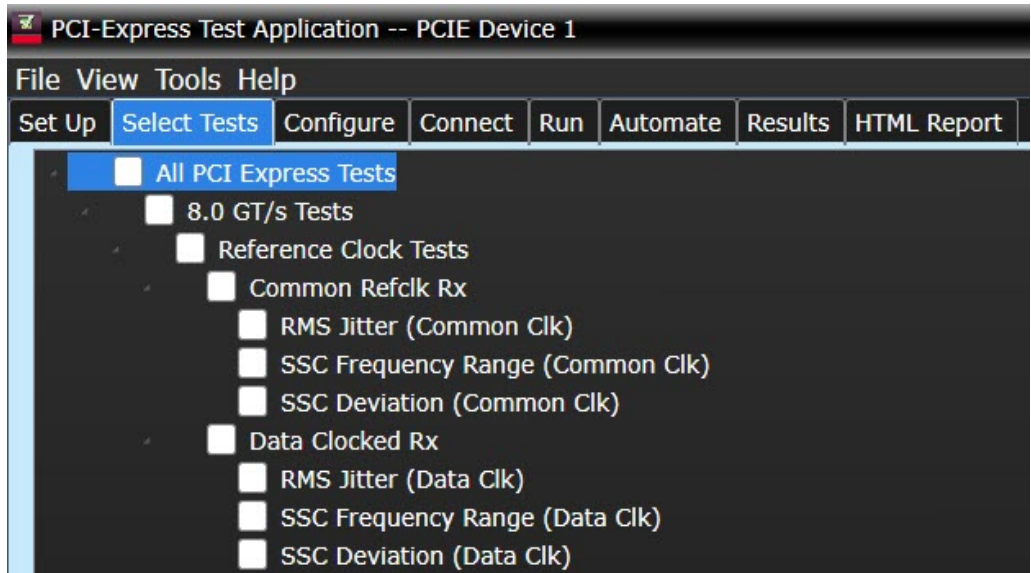 PCI-Express Test Application -- PCIE Device 1
File View Tools Help
Set Up Select Tests Configure Connect Run Automate Results HTML Report
All PCI Express Tests
8.0 GT/s Tests
Reference Clock Tests
Common Refclk Rx
RMS Jitter (Common Clk)
SSC Frequency Range (Common Clk)
SSC Deviation (Common Clk)
Data Clocked Rx
RMS Jitter (Data Clk)
SSC Frequency Range (Data Clk)
SSC Deviation (Data Clk)